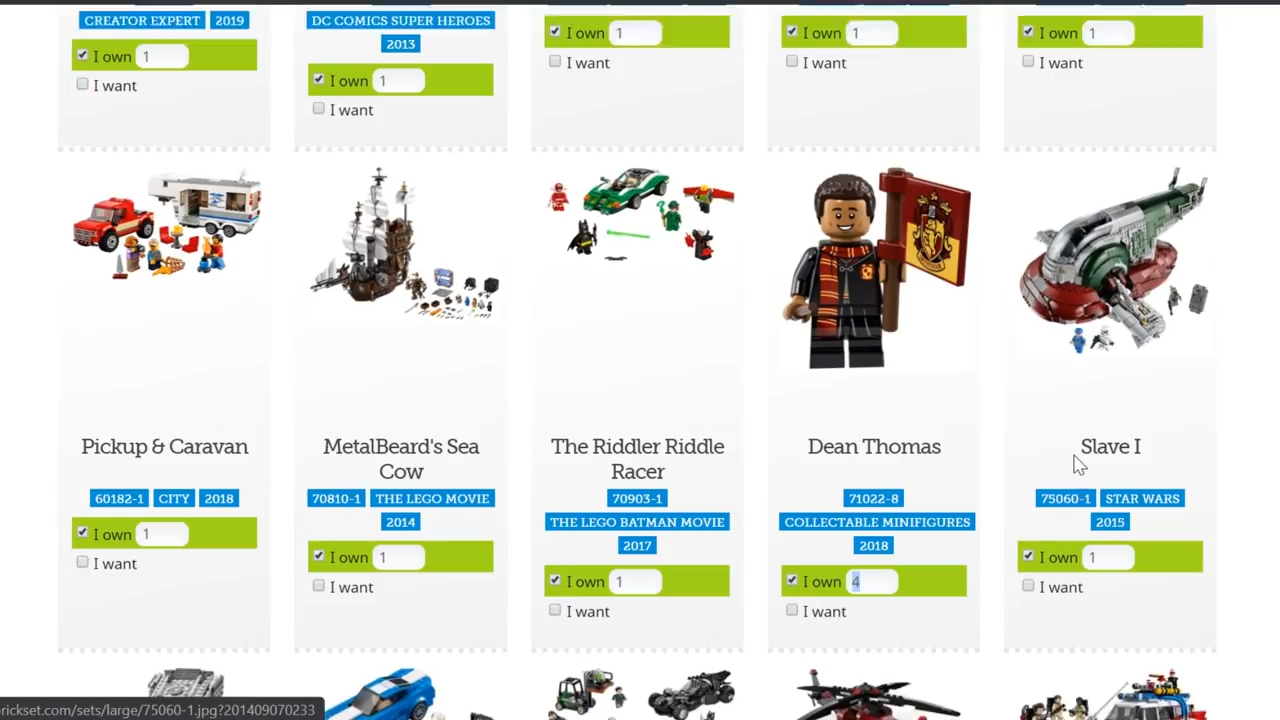 CREATOR EXPERT 2019
I own 1
I want
DC COMICS SUPER HEROES
2013
I own 1
I want
I own 1
I want
I own 1
I want
I own 1
I want
Pickup & Caravan
60182-1 CITY 2018
I own 1
I want
MetalBeard's Sea
Cow
70810-1 THE LEGO MOVIE
2014
I own 1
I want
The Riddler Riddle
Racer
70903-1
THE LEGO BATMAN MOVIE
2017
I own 1
I want
Dean Thomas
71022-8
COLLECTABLE MINIFIGURES
2018
I own 4
I want
Slave I
75060-1 STAR WARS
2015
I own 1
I want
rickset.com/sets/large/75060-1.jpg?201409070233